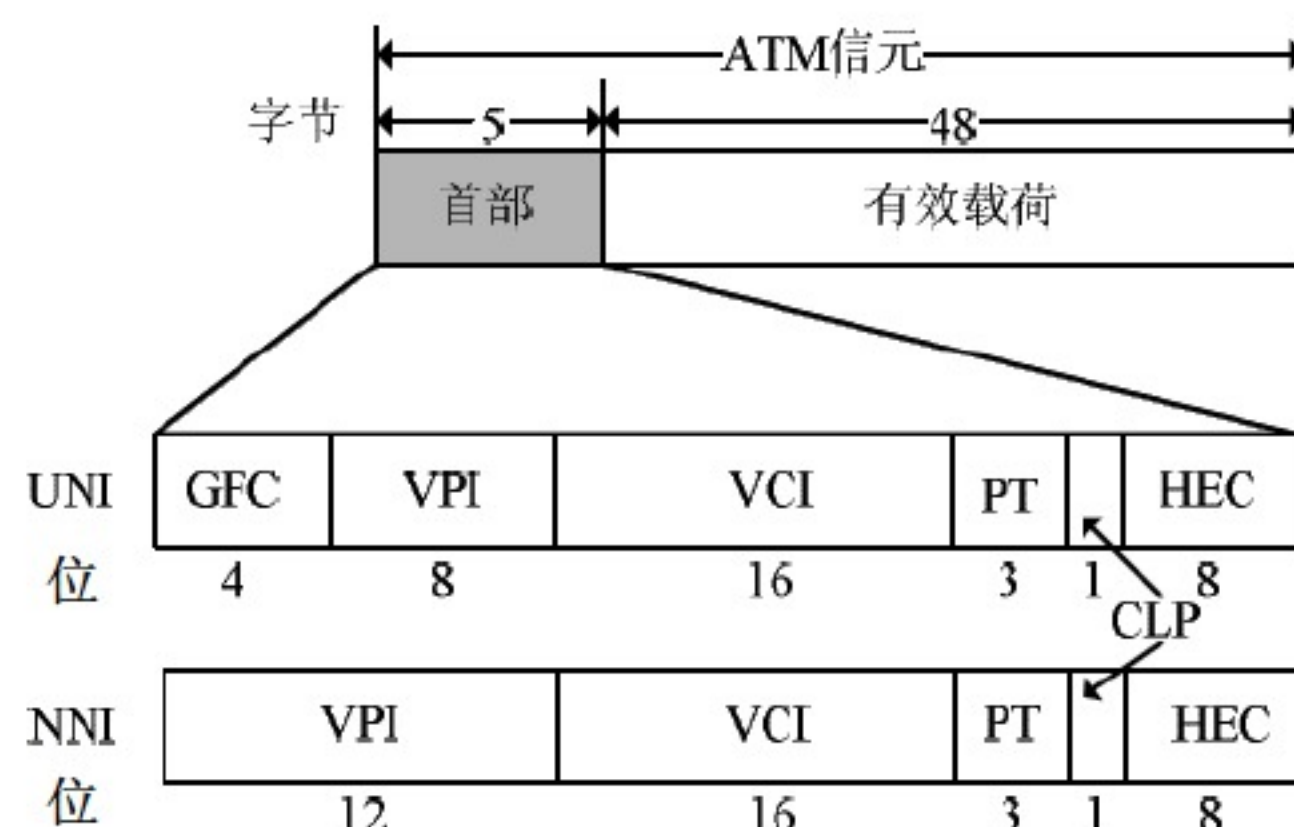 ATM信元
字节 5 48
首部 有效载荷
UNI GFC VPI VCI PT HEC
位 4 8 16 3 1 8
CLP
NNI VPI VCI PT HEC
位 12 16 3 1 8